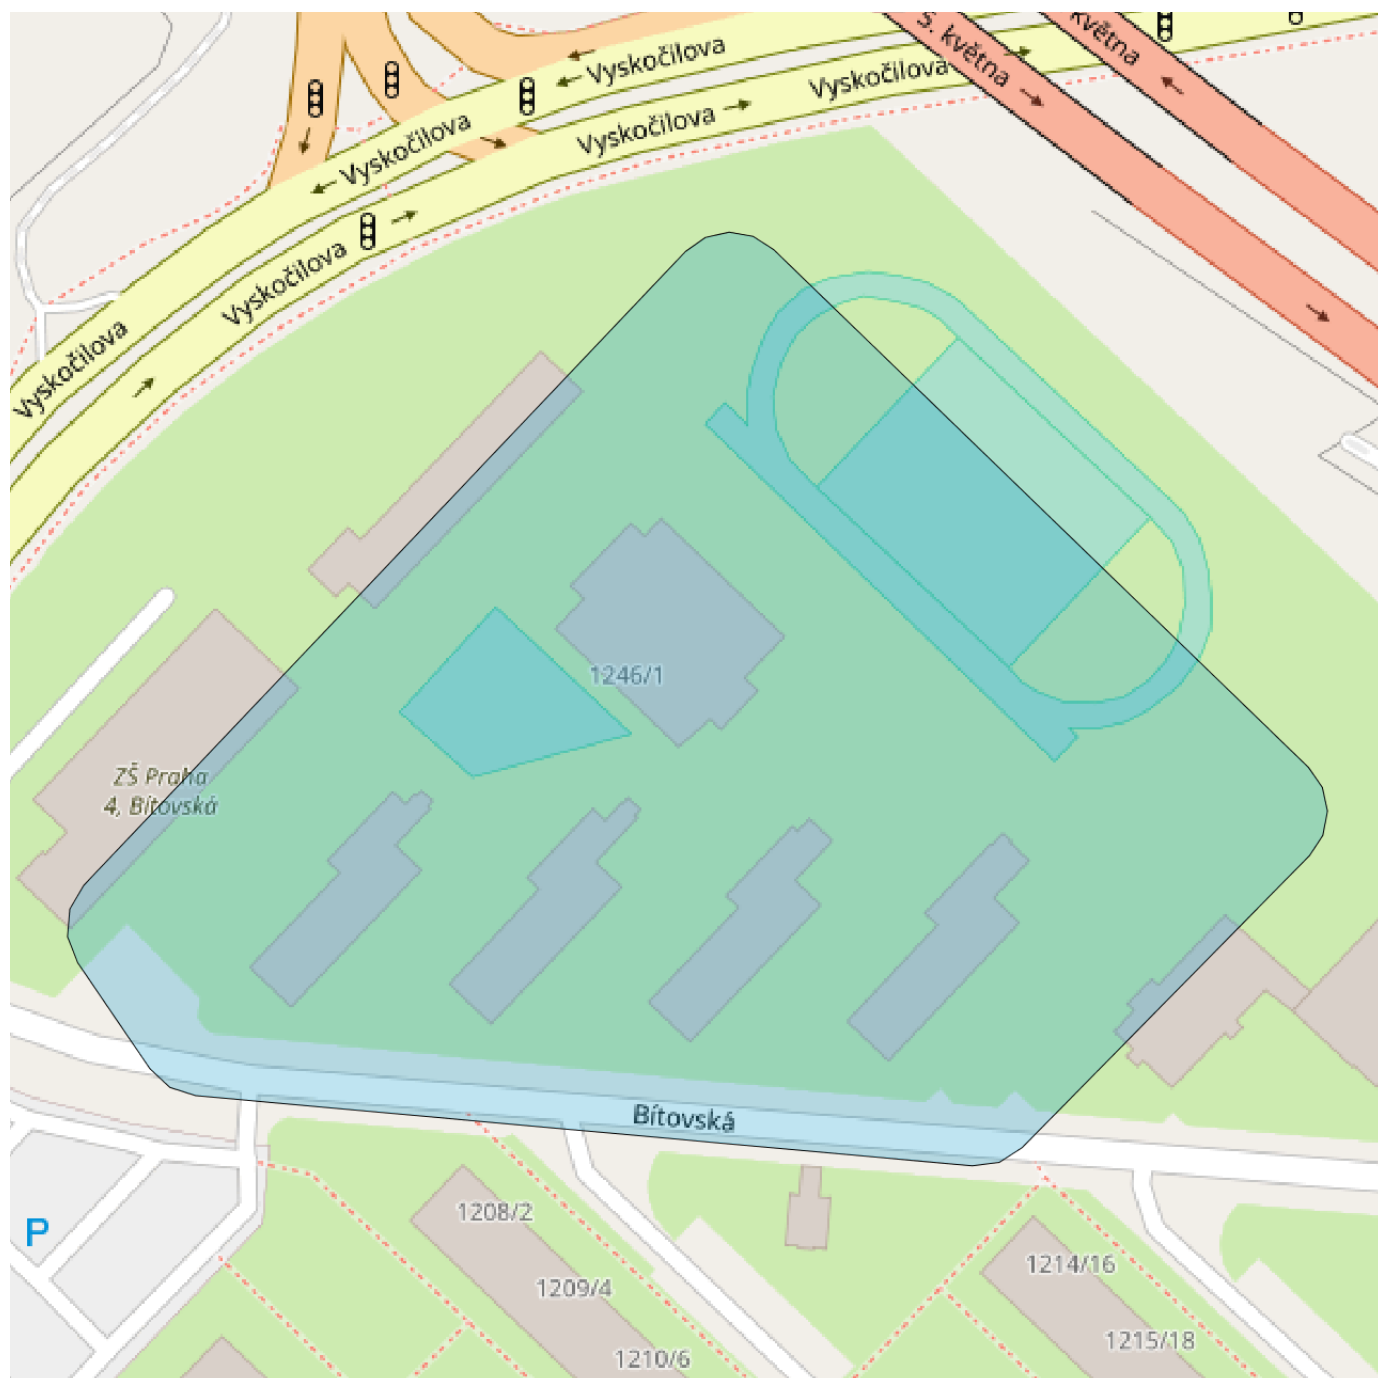 května
5. května
Vyskočilova
Vyskočilova
Vyskočilova
Vyskočilova
Vyskočilova
Vyskočilova
1246/1
ZŠ Praha
4, Bítovská
Bítovská
1208/2
P
1214/16
1209/4
1215/18
1210/6